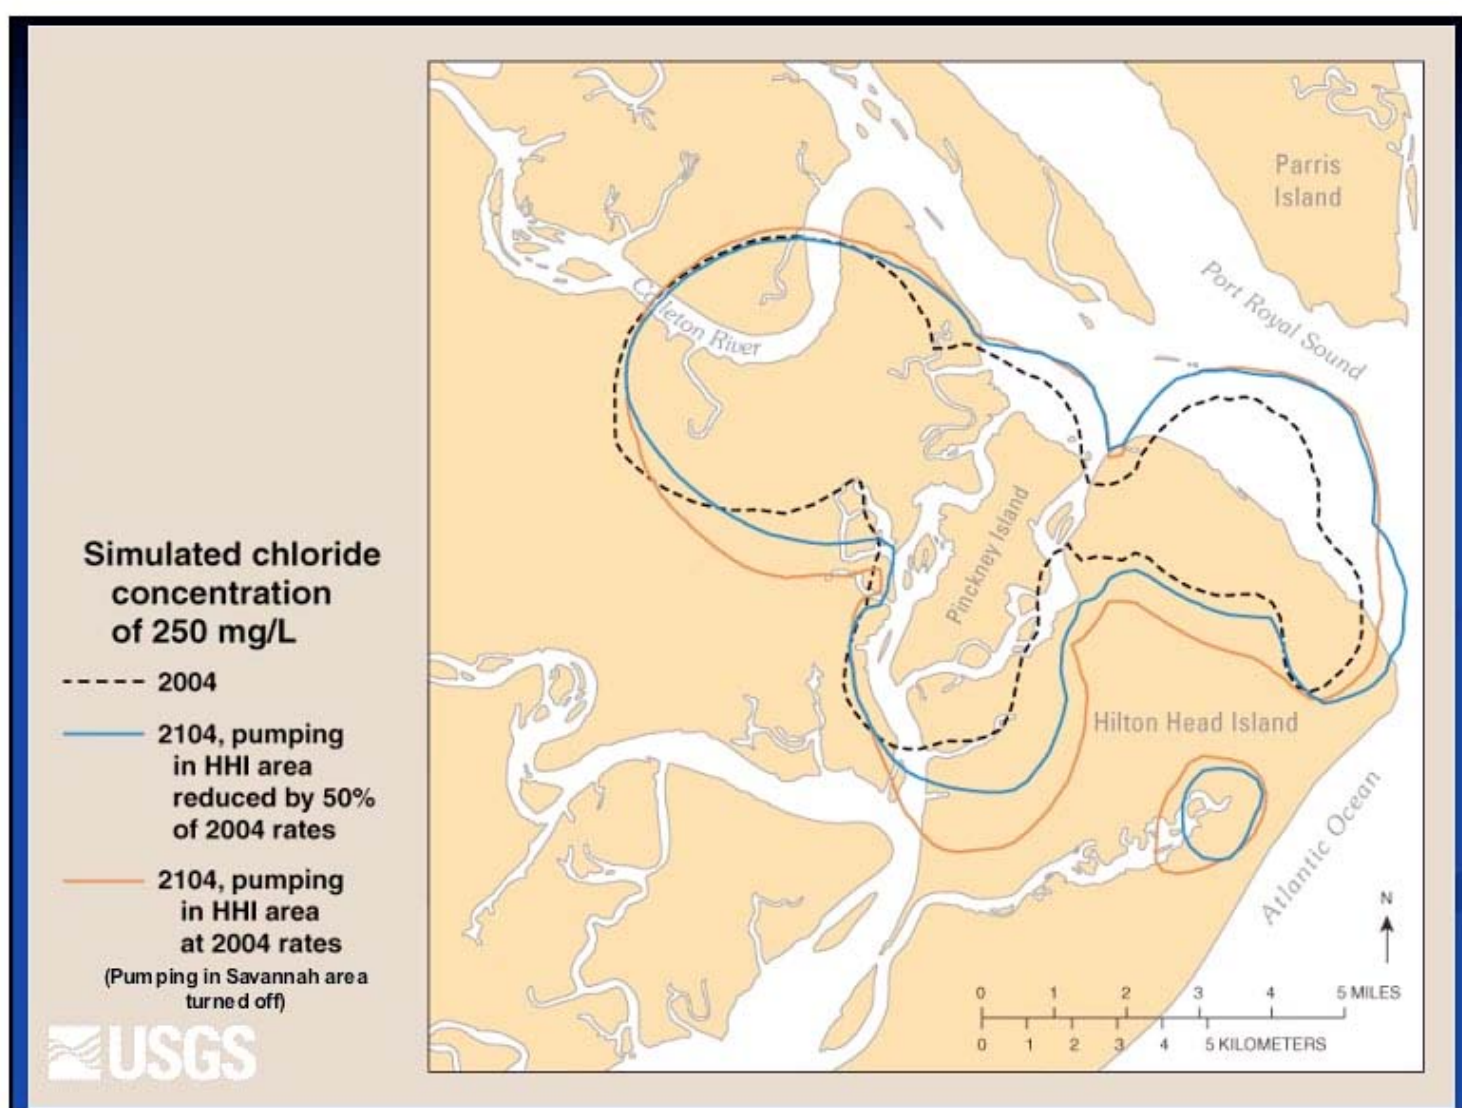 Simulated chloride
concentration
of 250 mg/L
2004
2104, pumping
in HHI area
reduced by 50%
of 2004 rates
2104, pumping
in HHI area
at 2004 rates
(Pumping in Savannah area
turned off)
USGS
Parris
Island
Port Royal Sound
Colleton River
Pinckney Island
Hilton Head Island
Atlantic Ocean
N
0 1 2 3 4 5 MILES
0 1 2 3 4 5 KILOMETERS